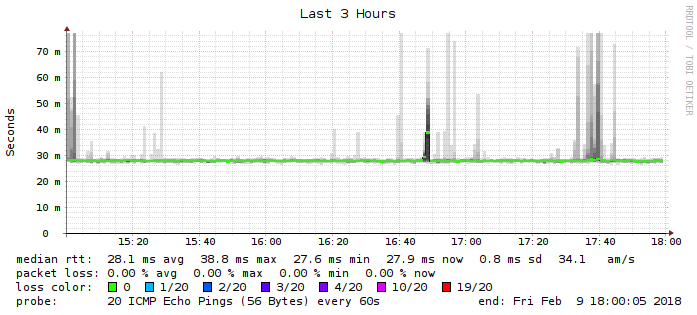 Last 3 Hours
RRDTOOL / TOBI OETIKER
Seconds
70 m
60 m
50 m
40 m
30 m
20 m
10 m
0
15:20 15:40 16:00 16:20 16:40 17:00 17:20 17:40 18:00
median rtt: 28.1 ms avg 38.8 ms max 27.6 ms min 27.9 ms now 0.8 ms sd 34.1 am/s
packet loss: 0.00 % avg 0.00 % max 0.00 % min 0.00 % now
loss color: 0 1/20 2/20 3/20 4/20 10/20 19/20
probe: 20 ICMP Echo Pings (56 Bytes) every 60s end: Fri Feb 9 18:00:05 2018